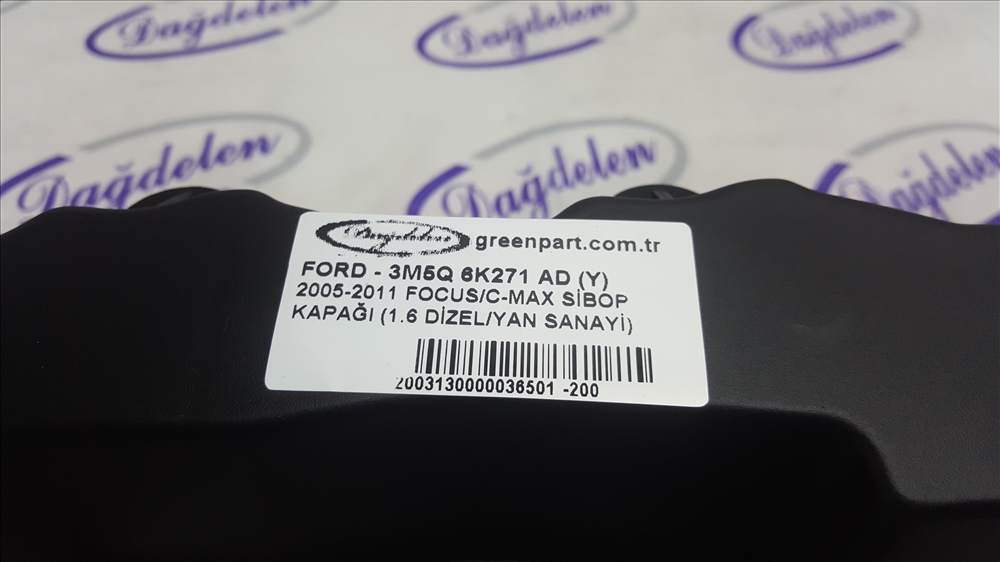 Dağdelen
Dağdelen
Dağdelen
Dağdelen
Dağdelen
Dağdelen
Dağdelen greenpart.com.tr
FORD - 3M5Q 6K271 AD (Y)
2005-2011 FOCUS/C-MAX SİBOP
KAPAĞI (1.6 DİZEL/YAN SANAYİ)
2003130000036501 -200